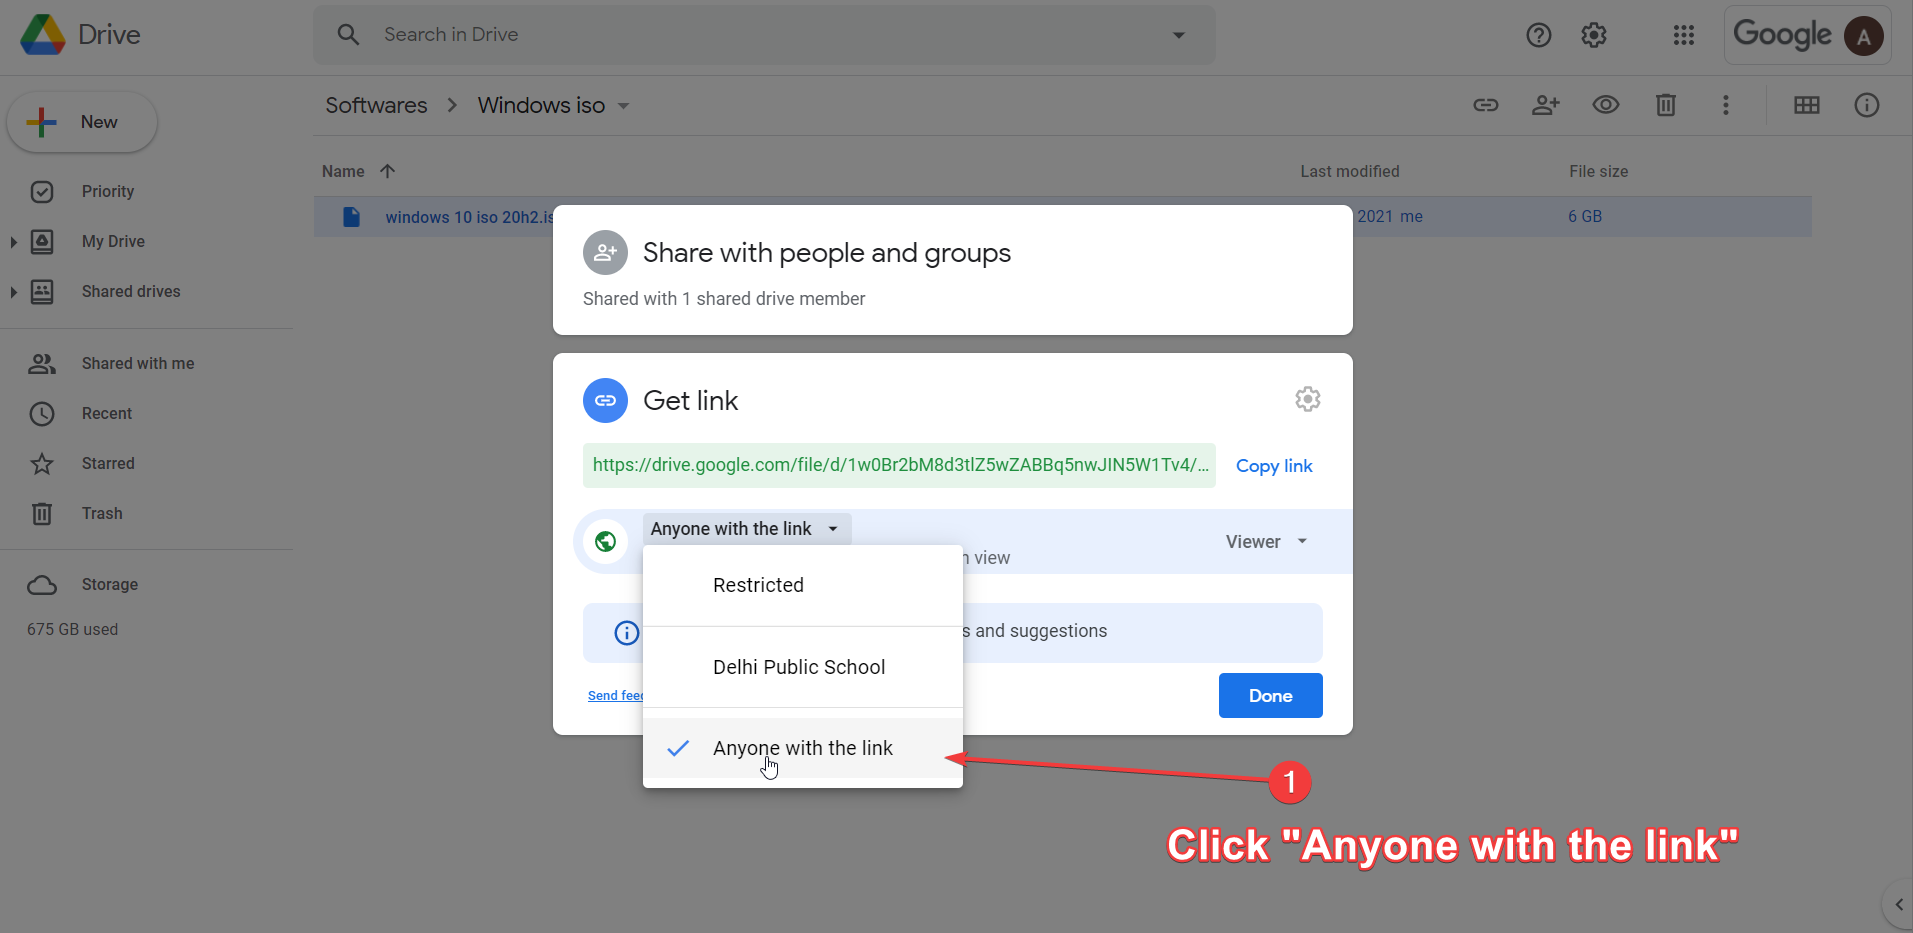 Drive
Search in Drive
Google
A
Softwares > Windows iso
New
Name
Last modified
File size
Priority
windows 10 iso 20h2.is
2021 me
6 GB
My Drive
Shared drives
Shared with me
Recent
Starred
Trash
Storage
675 GB used
Share with people and groups
Shared with 1 shared drive member
Get link
https://drive.google.com/file/d/1w0Br2bM8d3tlZ5wZABBq5nwJIN5W1Tv4/...
Copy link
Anyone with the link
n view
Viewer
Restricted
s and suggestions
Delhi Public School
Send feed
Done
Anyone with the link
1
Click "Anyone with the link"